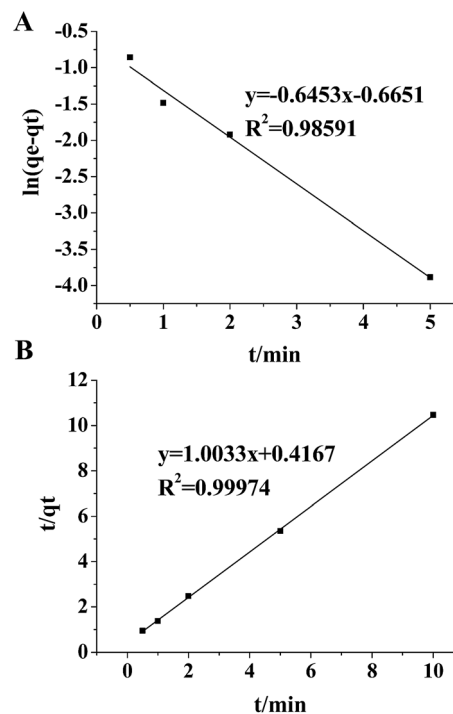 A
-0.5
-1.0
-1.5
-2.0
-2.5
-3.0
-3.5
-4.0
ln(qe-qt)
y=-0.6453x-0.6651
R²=0.98591
0 1 2 3 4 5
t/min
B
12
10
8
6
4
2
0
t/qt
y=1.0033x+0.4167
R²=0.99974
0 2 4 6 8 10
t/min